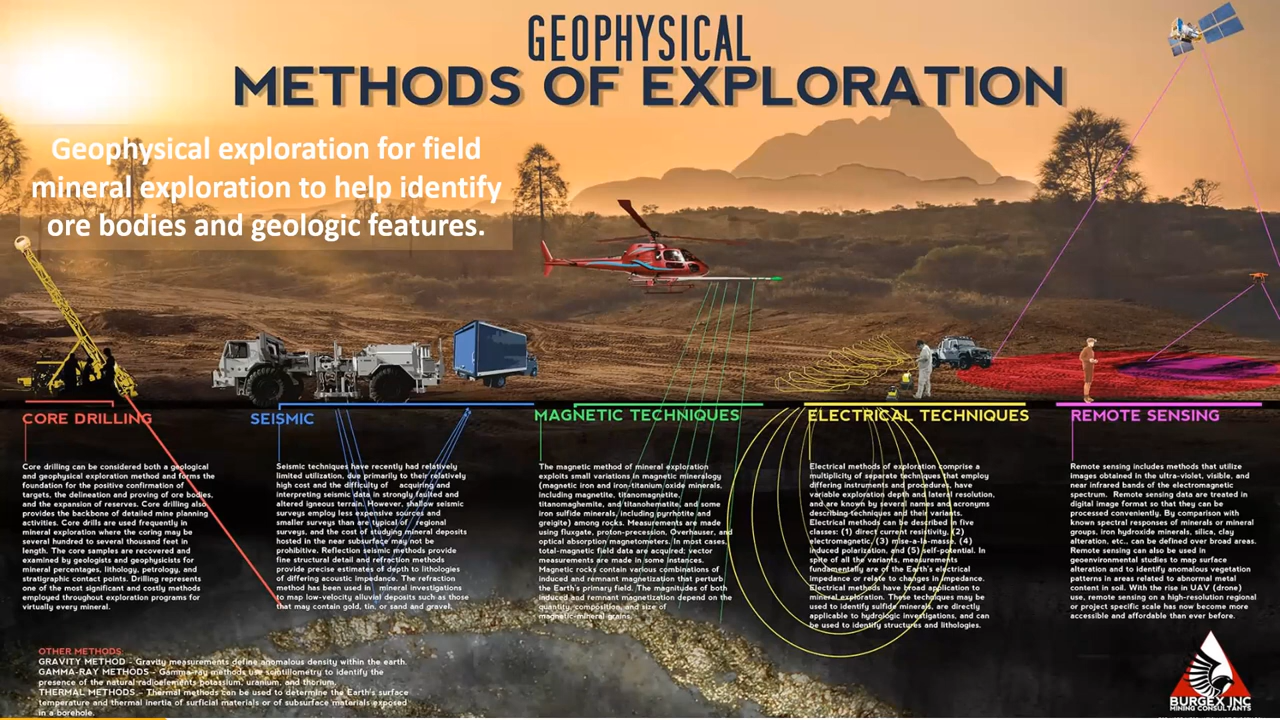 GEOPHYSICAL
METHODS OF EXPLORATION
Geophysical exploration for field
mineral exploration to help identify
ore bodies and geologic features.
CORE DRILLING
Core drilling can be considered both a geological
and geophysical exploration method and forms the
foundation for the positive confirmation of
targets, the delineation and proving of ore bodies,
and the expansion of reserves. Core drilling also
provides the backbone of detailed mine planning
activities. Core drills are used frequently in
mineral exploration where the coring may be
several hundred to several thousand feet in
length. The core samples are recovered and
examined by geologists and geophysicists for
mineral percentages, lithology, petrology, and
stratigraphic contact points. Drilling represents
one of the most significant and costly methods
employed throughout exploration programs for
virtually every mineral.
SEISMIC
Seismic techniques have recently had relatively
limited utilization, due primarily to their relatively
high cost and the difficulty of acquiring and
interpreting seismic data in strongly faulted and
altered igneous terrain. However, shallow seismic
surveys employ less expensive sources and
smaller surveys than are typical of regional
surveys, and the cost of studying mineral deposits
hosted in the near subsurface may not be
prohibitive. Reflection seismic methods provide
fine structural detail and refraction methods
provide precise estimates of depth to lithologies
of differing acoustic impedance. The refraction
method has been used in mineral investigations
to map low-velocity alluvial deposits such as those
that may contain gold, tin, or sand and gravel.
MAGNETIC TECHNIQUES
The magnetic method of mineral exploration
exploits small variations in magnetic mineralogy
(magnetic iron and iron-titanium oxide minerals,
including magnetite, titanomagnetite,
titanomaghemite, and titanohematite, and some
iron sulfide minerals, including pyrrhotite and
greigite) among rocks. Measurements are made
using fluxgate, proton-precession, Overhauser, and
optical absorption magnetometers. In most cases,
total-magnetic field data are acquired; vector
measurements are made in some instances.
Magnetic rocks contain various combinations of
induced and remnant magnetization that perturb
the Earth's primary field. The magnitudes of both
induced and remnant magnetization depend on the
quantity, composition, and size of
magnetic-mineral grains.
ELECTRICAL TECHNIQUES
Electrical methods of exploration comprise a
multiplicity of separate techniques that employ
differing instruments and procedures, have
variable exploration depth and lateral resolution,
and are known by several names and acronyms
describing techniques and their variants.
Electrical methods can be described in five
classes: (1) direct current resistivity, (2)
electromagnetic, (3) mise-a-la-masse, (4)
induced polarization, and (5) self-potential. In
spite of all the variants, measurements
fundamentally are of the Earth's electrical
impedance or relate to changes in impedance.
Electrical methods have broad application to
mineral exploration. These techniques may be
used to identify sulfide minerals, are directly
applicable to hydrologic investigations, and can
be used to identify structures and lithologies.
REMOTE SENSING
Remote sensing includes methods that utilize
images obtained in the ultra-violet, visible, and
near infrared bands of the electromagnetic
spectrum. Remote sensing data are treated in
digital image format so that they can be
processed conveniently. By comparison with
known spectral responses of minerals or mineral
groups, iron hydroxide minerals, silica, clay
alteration, etc., can be defined over broad areas.
Remote sensing can also be used in
geoenvironmental studies to map surface
alteration and to identify anomalous vegetation
patterns in areas related to abnormal metal
content in soil. With the rise in UAV (drone)
use, remote sensing on a high-resolution regional
or project specific scale has now become more
accessible and affordable than ever before.
OTHER METHODS:
GRAVITY METHOD - Gravity measurements define anomalous density within the earth.
GAMMA-RAY METHODS - Gamma-ray methods use scintillometry to identify the
presence of the natural radioelements potassium, uranium, and thorium.
THERMAL METHODS - Thermal methods can be used to determine the Earth's surface
temperature and thermal inertia of surficial materials or of subsurface materials exposed
in a borehole.
BURGEX INC
MINING CONSULTANTS